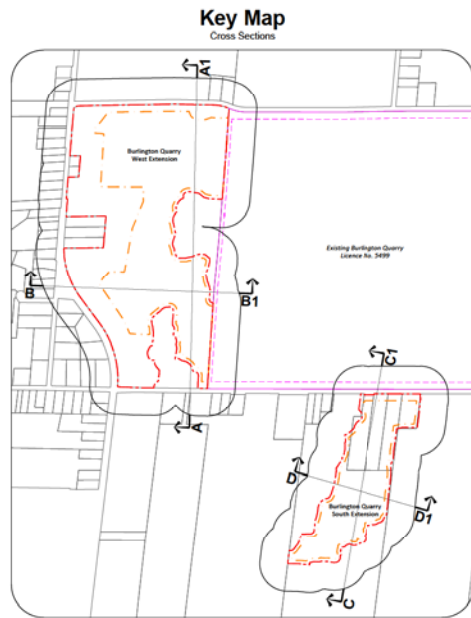 Key Map
Cross Sections
A1
Burlington Quarry
West Extension
Existing Burlington Quarry
Licence No. 5499
B
B1
C1
A
D
Burlington Quarry
South Extension
D1
C